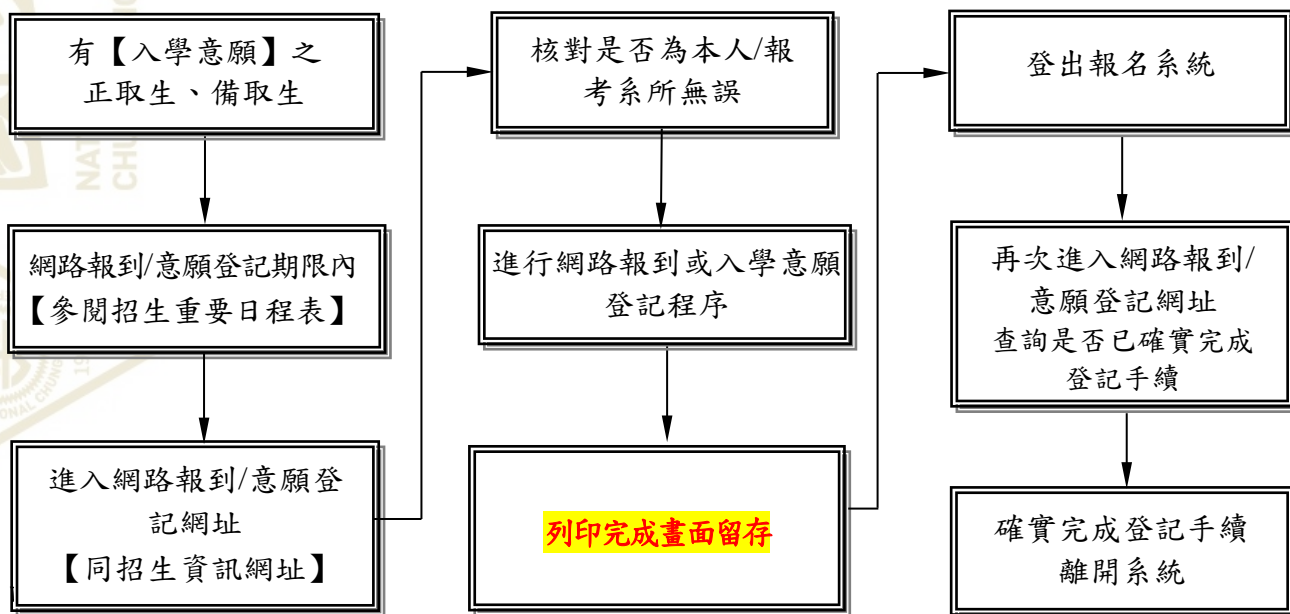 有【入學意願】之
正取生、備取生
網路報到/意願登記期限內
【參閱招生重要日程表】
進入網路報到/意願登
記網址
【同招生資訊網址】
核對是否為本人/報
考系所無誤
進行網路報到或入學意願
登記程序
列印完成畫面留存
登出報名系統
再次進入網路報到/
意願登記網址
查詢是否已確實完成
登記手續
確實完成登記手續
離開系統